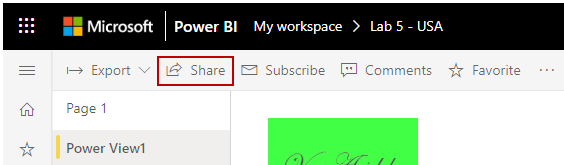 Microsoft Power BI My workspace > Lab 5 - USA
Export Share Subscribe Comments Favorite ...
Page 1
Power View1